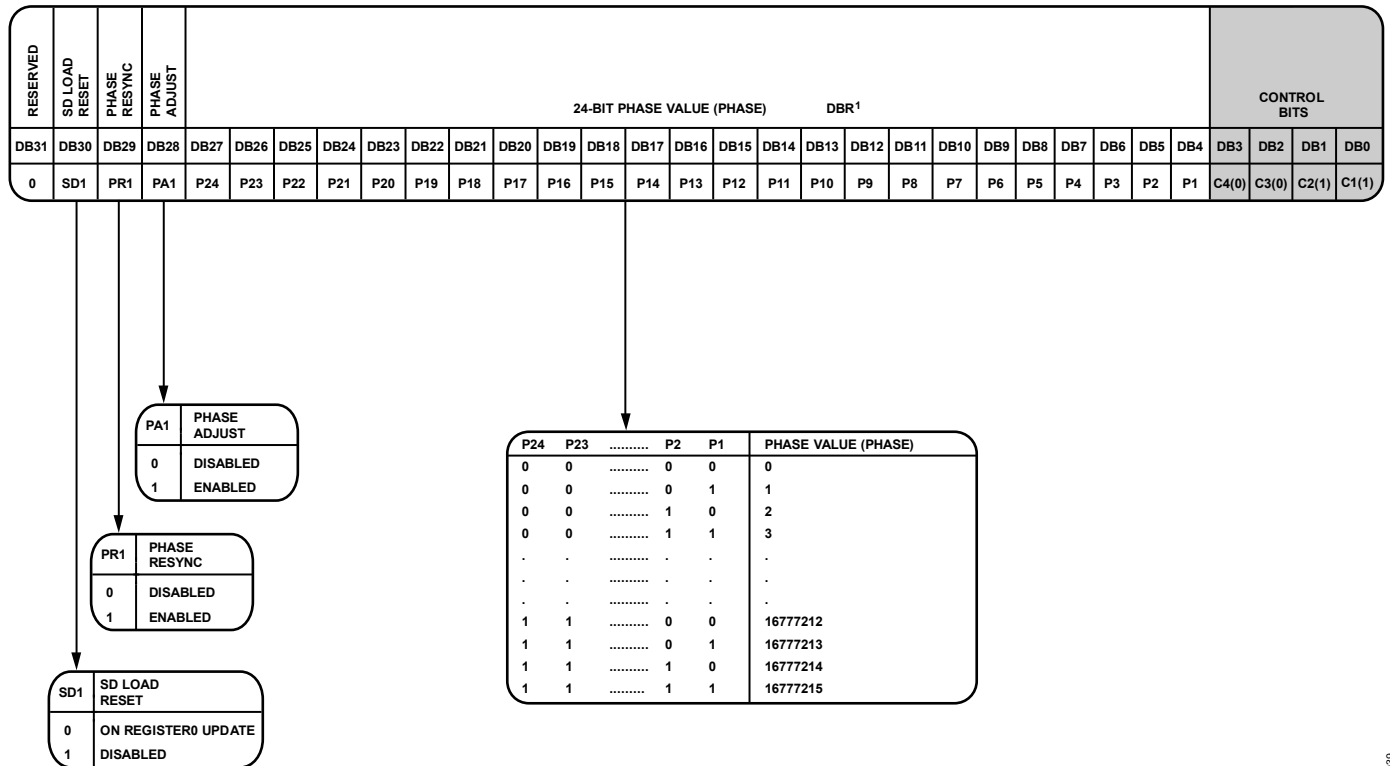 RESERVED
SD LOAD
RESET
PHASE
RESYNC
PHASE
ADJUST
24-BIT PHASE VALUE (PHASE) DBR1
CONTROL
BITS
DB31 DB30 DB29 DB28 DB27 DB26 DB25 DB24 DB23 DB22 DB21 DB20 DB19 DB18 DB17 DB16 DB15 DB14 DB13 DB12 DB11 DB10 DB9 DB8 DB7 DB6 DB5 DB4 DB3 DB2 DB1 DB0
0 SD1 PR1 PA1 P24 P23 P22 P21 P20 P19 P18 P17 P16 P15 P14 P13 P12 P11 P10 P9 P8 P7 P6 P5 P4 P3 P2 P1 C4(0) C3(0) C2(1) C1(1)
PA1 PHASE
ADJUST
0 DISABLED
1 ENABLED
PR1 PHASE
RESYNC
0 DISABLED
1 ENABLED
SD1 SD LOAD
RESET
0 ON REGISTER0 UPDATE
1 DISABLED
P24 P23 .......... P2 P1 PHASE VALUE (PHASE)
0 0 .......... 0 0 0
0 0 .......... 0 1 1
0 0 .......... 1 0 2
0 0 .......... 1 1 3
. . .......... . . .
. . .......... . . .
. . .......... . . .
1 1 .......... 0 0 16777212
1 1 .......... 0 1 16777213
1 1 .......... 1 0 16777214
1 1 ......... 1 1 16777215